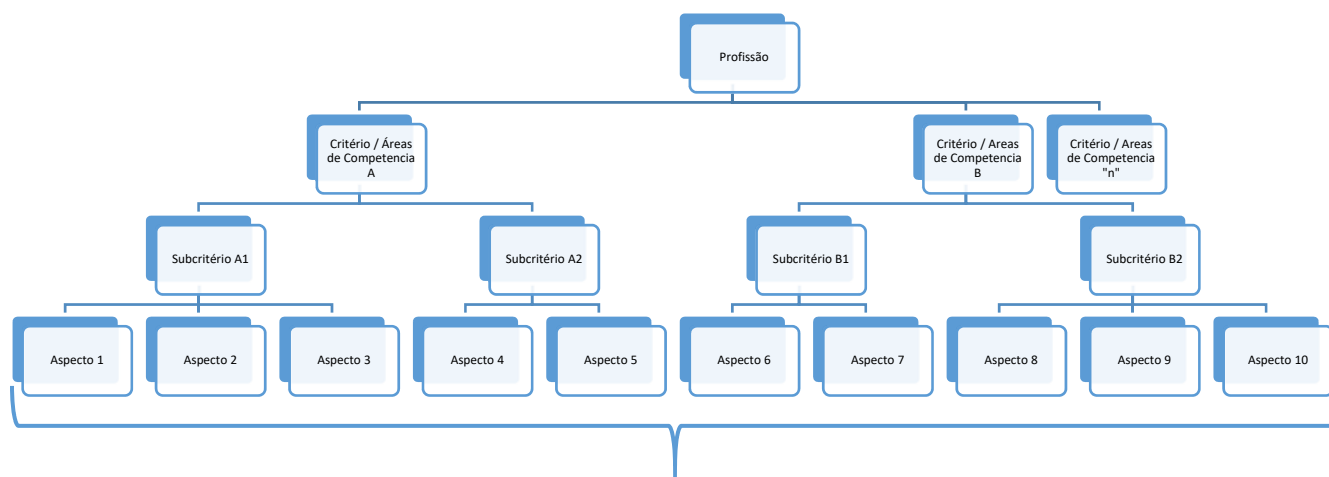 Profissão
Critério / Áreas
de Competencia
A
Critério / Areas
de Competencia
B
Critério / Areas
de Competencia
"n"
Subcritério A1
Subcritério A2
Subcritério B1
Subcritério B2
Aspecto 1
Aspecto 2
Aspecto 3
Aspecto 4
Aspecto 5
Aspecto 6
Aspecto 7
Aspecto 8
Aspecto 9
Aspecto 10